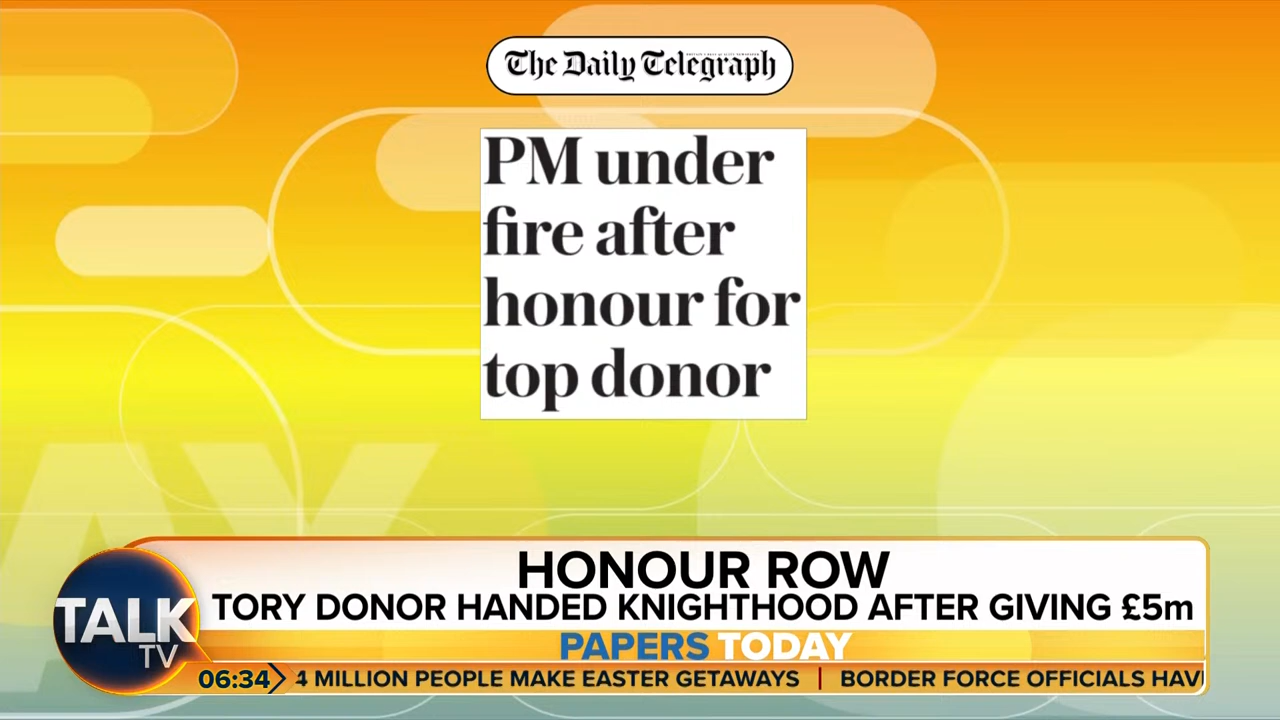 The Daily Telegraph
PM under
fire after
honour for
top donor
HONOUR ROW
TORY DONOR HANDED KNIGHTHOOD AFTER GIVING £5m
PAPERS TODAY
TALK
TV
06:34
4 MILLION PEOPLE MAKE EASTER GETAWAYS | BORDER FORCE OFFICIALS HAV